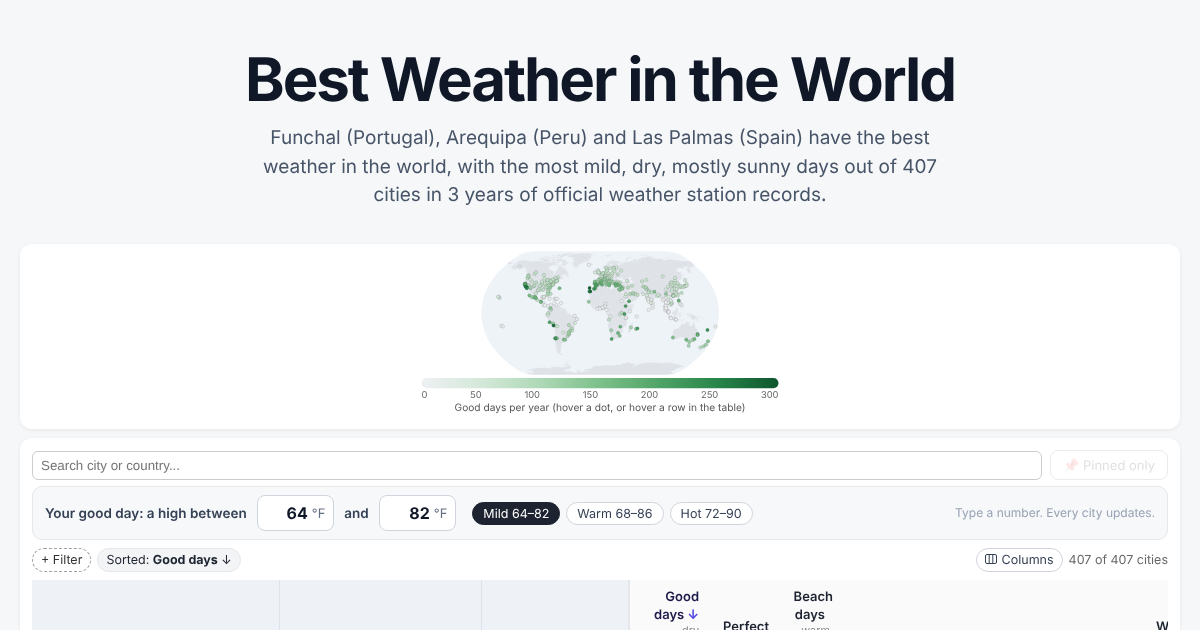 Best Weather in the World
Funchal (Portugal), Arequipa (Peru) and Las Palmas (Spain) have the best
weather in the world, with the most mild, dry, mostly sunny days out of 407
cities in 3 years of official weather station records.
0 50 100 150 200 250 300
Good days per year (hover a dot, or hover a row in the table)
Search city or country...
📌 Pinned only
Your good day: a high between 64 °F and 82 °F Mild 64–82 Warm 68–86 Hot 72–90 Type a number. Every city updates.
+ Filter Sorted: Good days ↓ Columns 407 of 407 cities
Good Beach
days ↓ days
Perfect W